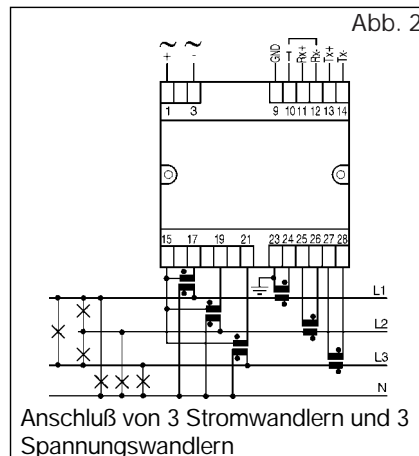 Abb. 2
~ ~
+ -
GND T Rx+ Rx- Tx+ Tx-
1 3 9 10 11 12 13 14
15 17 19 21 23 24 25 26 27 28
L1
L2
L3
N
Anschluß von 3 Stromwandlern und 3
Spannungswandlern